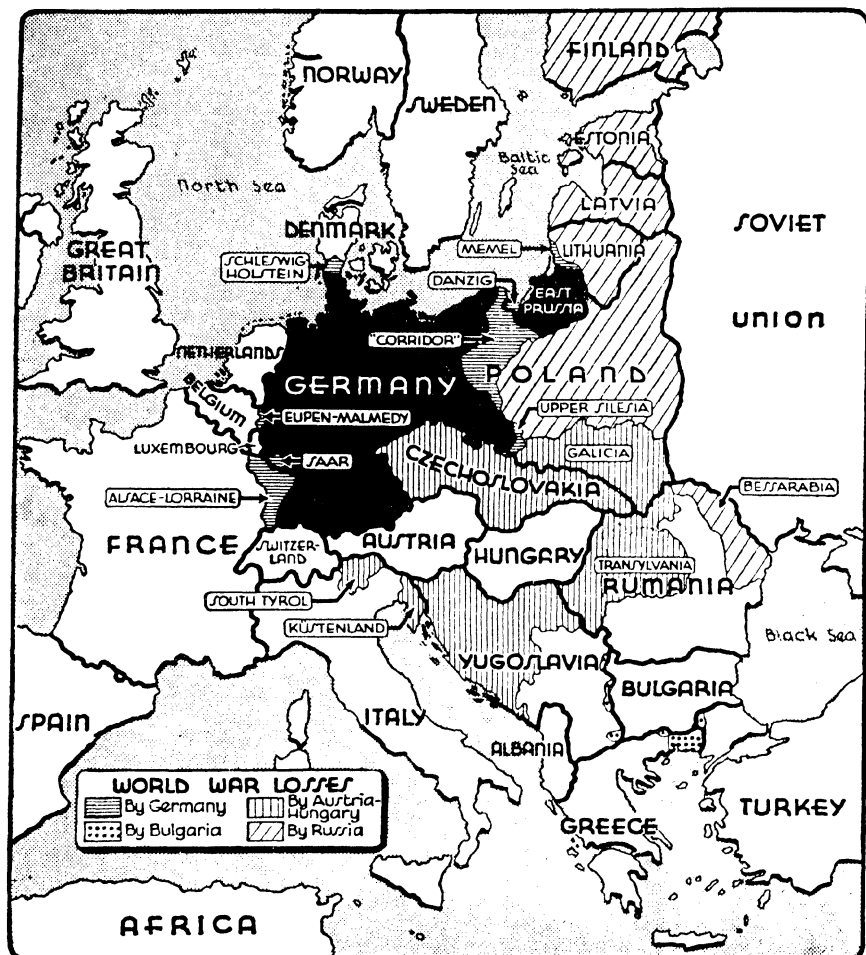 FINLAND
NORWAY
SWEDEN
ESTONIA
Baltic
Sea
North Sea
LATVIA
SOVIET
UNION
DENMARK
GREAT
BRITAIN
MEMEL
LITHUANIA
SCHLESWIG
HOLSTEIN
DANZIG
EAST
PRUSSIA
"CORRIDOR"
NETHERLANDS
GERMANY
POLAND
BELGIUM
UPPER SILESIA
EUPEN-MALMEDY
LUXEMBOURG
GALICIA
SAAR
CZECHOSLOVAKIA
ALSACE-LORRAINE
BESSARABIA
FRANCE
SWITZER-
LAND
AUSTRIA
HUNGARY
TRANSYLVANIA
RUMANIA
SOUTH TYROL
KÜSTENLAND
Black Sea
YUGOSLAVIA
BULGARIA
SPAIN
ITALY
ALBANIA
WORLD WAR LOSSES
By Germany
By Austria-
Hungary
By Bulgaria
By Russia
TURKEY
GREECE
AFRICA